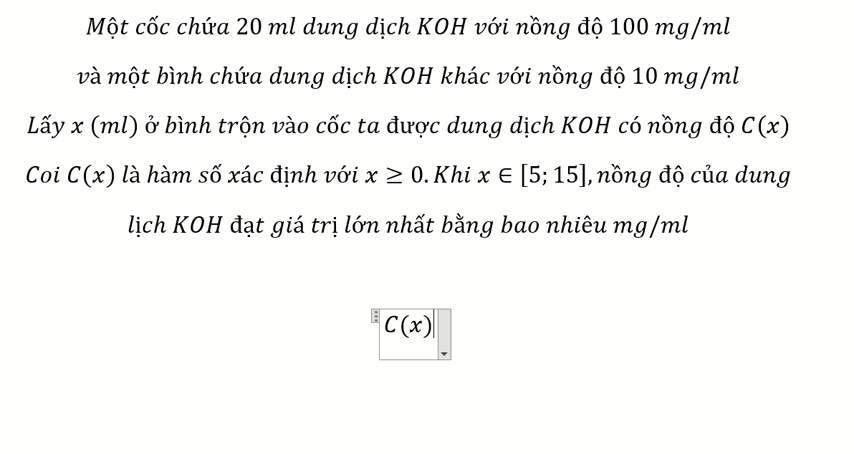 Một cốc chứa 20 ml dung dịch KOH với nồng độ 100 mg/ml
và một bình chứa dung dịch KOH khác với nồng độ 10 mg/ml
Lấy x (ml) ở bình trộn vào cốc ta được dung dịch KOH có nồng độ C(x)
Coi C(x) là hàm số xác định với x ≥ 0. Khi x ∈ [5; 15], nồng độ của dung
lịch KOH đạt giá trị lớn nhất bằng bao nhiêu mg/ml
C(x)